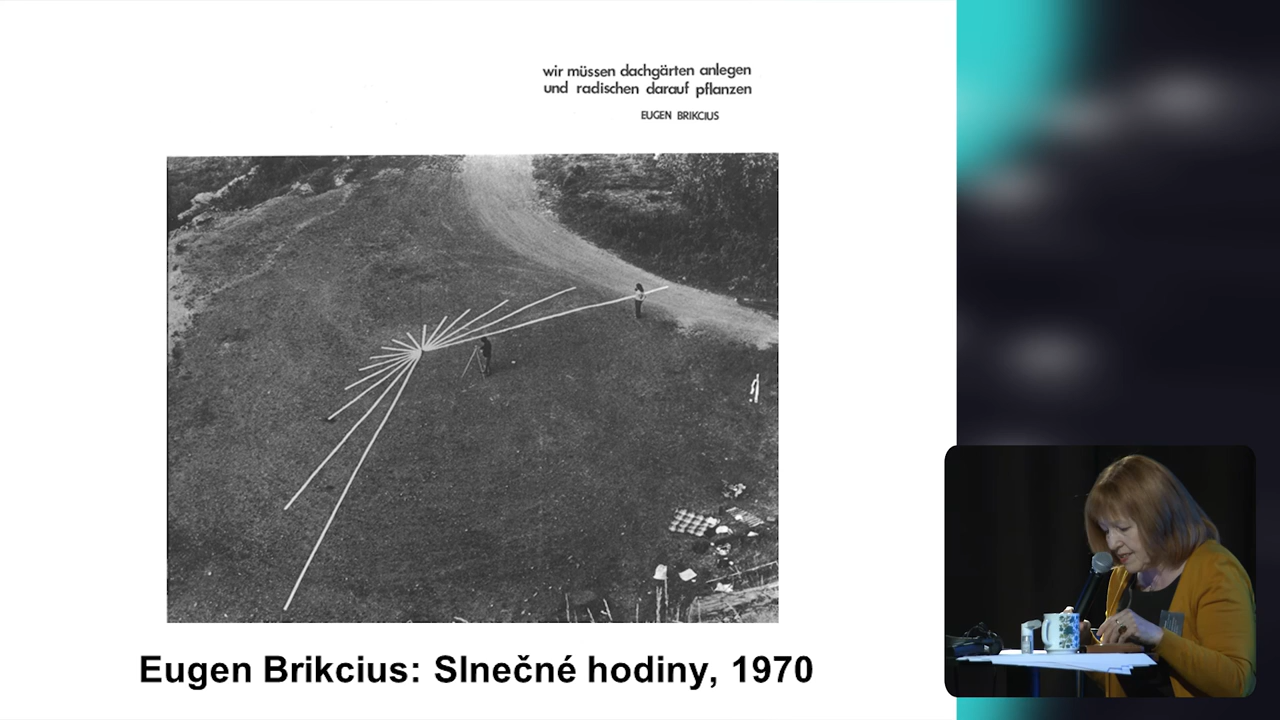 wir müssen dachgärten anlegen
und radischen darauf pflanzen
EUGEN BRIKCIUS
Eugen Brikcius: Slnečné hodiny, 1970